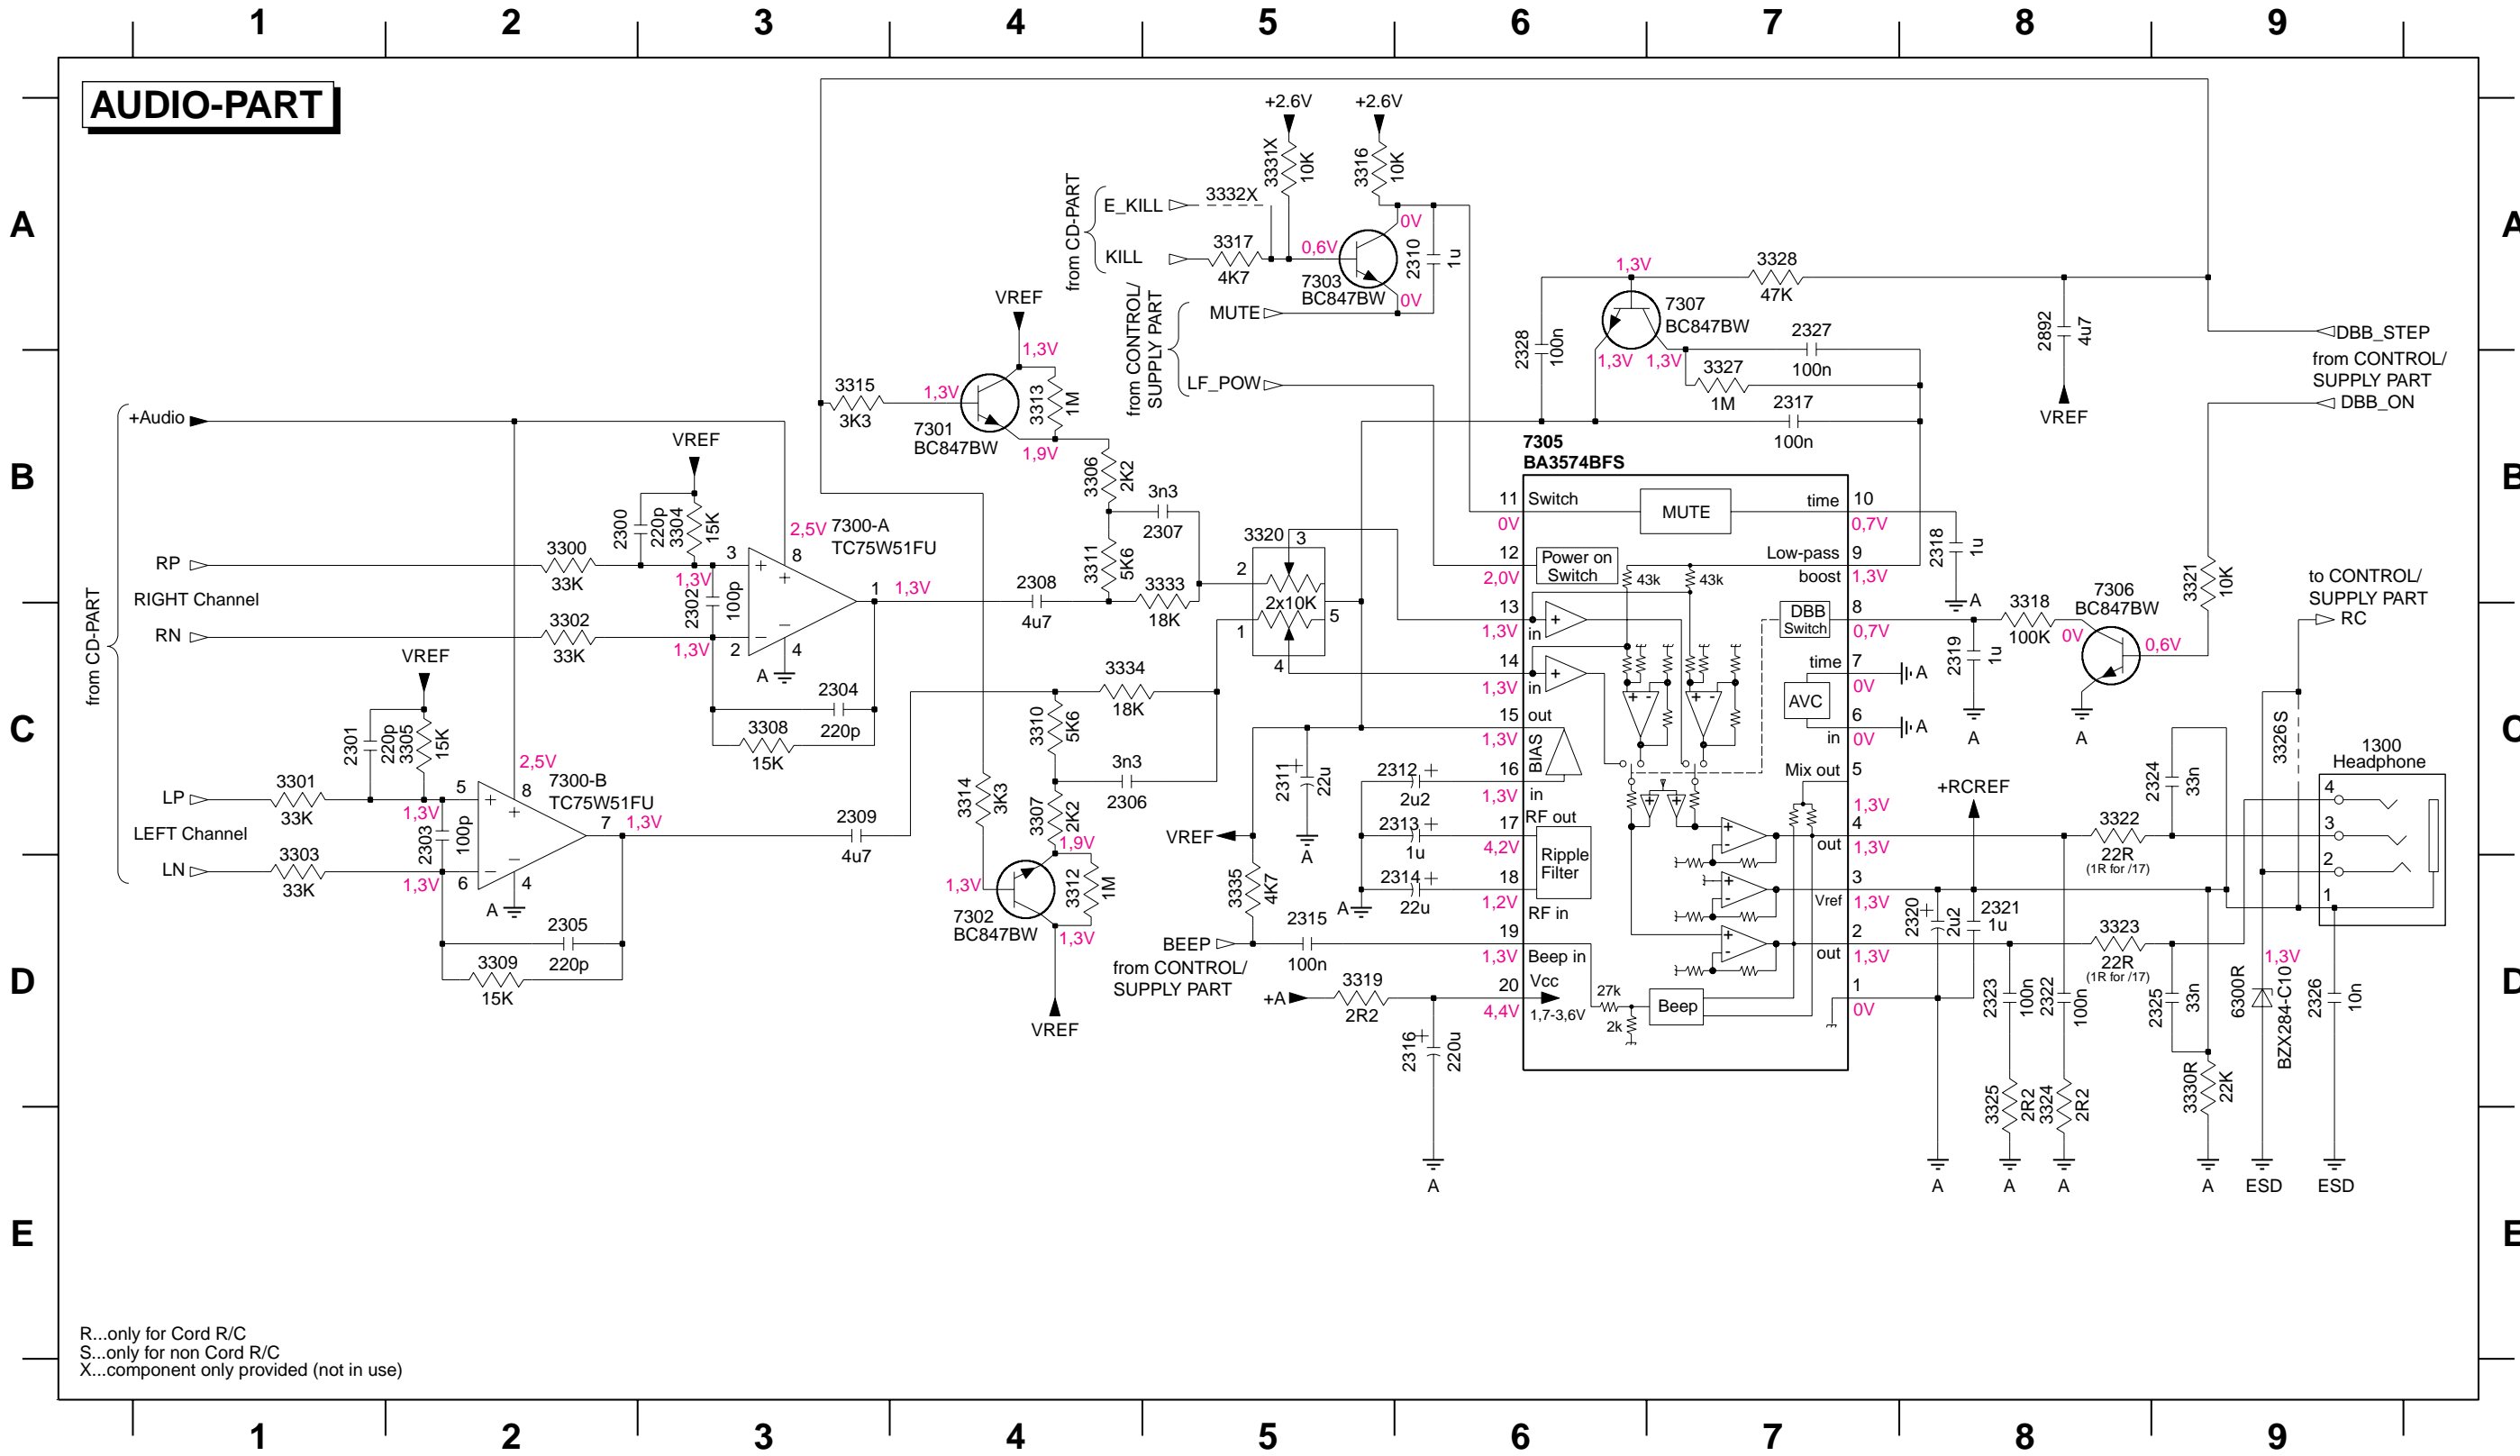 1 2 3 4 5 6 7 8 9
AUDIO-PART
A
A
B
B
C
C
D
D
E
E
+2.6V
+2.6V
3331X
10K
3316
10K
from CD-PART
E_KILL
3332X
KILL
3317
4K7
0,6V
0V
7303
BC847BW
0V
2310
1u
from CONTROL/
SUPPLY PART
MUTE
LF_POW
VREF
1,3V
3315
3K3
1,3V
7301
BC847BW
3313
1M
1,9V
3306
2K2
3n3
2307
3311
5K6
2308
4u7
3333
18K
1,3V
7307
BC847BW
1,3V
1,3V
3328
47K
2328
100n
2327
100n
3327
1M
2317
100n
2892
4u7
VREF
DBB_STEP
from CONTROL/
SUPPLY PART
DBB_ON
from CD-PART
+Audio
VREF
2300
220p
3304
15K
2,5V
7300-A
TC75W51FU
RP
3300
33K
RIGHT Channel
RN
3302
33K
1,3V
2302
100p
1,3V
3
8
1
2
4
A
1,3V
2304
220p
3308
15K
VREF
2301
220p
3305
15K
2,5V
7300-B
TC75W51FU
LP
3301
33K
LEFT Channel
LN
3303
33K
1,3V
2303
100p
1,3V
5
8
7
6
4
A
1,3V
2305
220p
3309
15K
2309
4u7
3334
18K
3310
5K6
3n3
2306
3314
3K3
3307
2K2
1,9V
1,3V
7302
BC847BW
3312
1M
1,3V
VREF
3320
3
2
2x10K
1
5
4
2311
22u
A
VREF
3335
4K7
2312
2u2
2313
1u
2314
22u
A
BEEP
from CONTROL/
SUPPLY PART
2315
100n
+A
3319
2R2
2316
220u
A
7305
BA3574BFS
11
Switch
0V
MUTE
time
10
0,7V
12
Power on
Switch
2,0V
43k
43k
Low-pass
boost
9
1,3V
13
1,3V
in
DBB
Switch
8
0,7V
14
1,3V
in
time
7
0V
A
AVC
15
out
1,3V
BIAS
6
in
0V
A
16
1,3V
in
Mix out
5
1,3V
RF out
17
4,2V
Ripple
Filter
4
out
1,3V
18
1,2V
RF in
3
Vref
1,3V
19
1,3V
Beep in
2
out
1,3V
20
Vcc
4,4V
1,7-3,6V
27k
2k
Beep
1
0V
2318
1u
A
2319
1u
A
3318
100K
0V
7306
BC847BW
0,6V
A
3321
10K
to CONTROL/
SUPPLY PART
RC
3326S
1300
Headphone
4
3
2
1
+RCREF
2324
33n
3322
22R
(1R for /17)
2320
2u2
2321
1u
3323
22R
(1R for /17)
2323
100n
2322
100n
2325
33n
1,3V
6300R
BZX284-C10
2326
10n
3325
2R2
3324
2R2
3330R
22K
A
A
A
A
ESD
ESD
R...only for Cord R/C
S...only for non Cord R/C
X...component only provided (not in use)
1 2 3 4 5 6 7 8 9